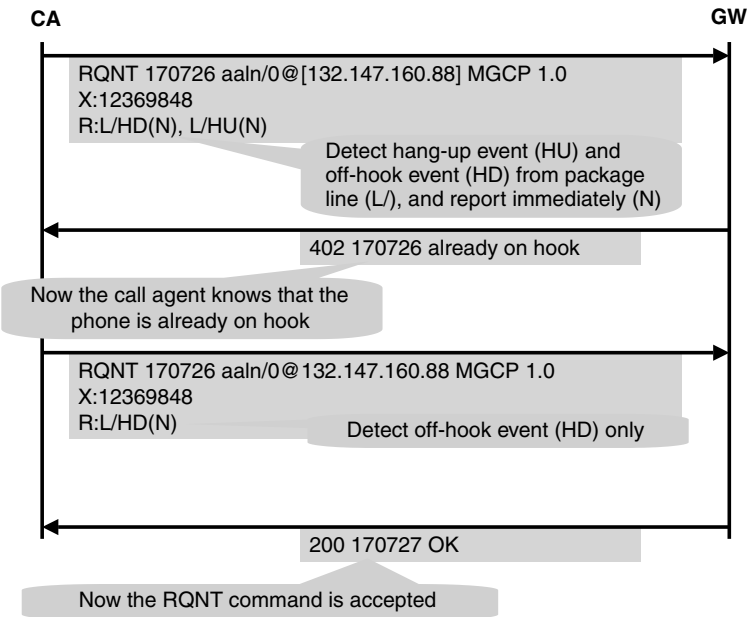 CA
GW
RQNT 170726 aaln/0@[132.147.160.88] MGCP 1.0
X:12369848
R:L/HD(N), L/HU(N)
Detect hang-up event (HU) and
off-hook event (HD) from package
line (L/), and report immediately (N)
402 170726 already on hook
Now the call agent knows that the
phone is already on hook
RQNT 170726 aaln/0@132.147.160.88 MGCP 1.0
X:12369848
R:L/HD(N)
Detect off-hook event (HD) only
200 170727 OK
Now the RQNT command is accepted